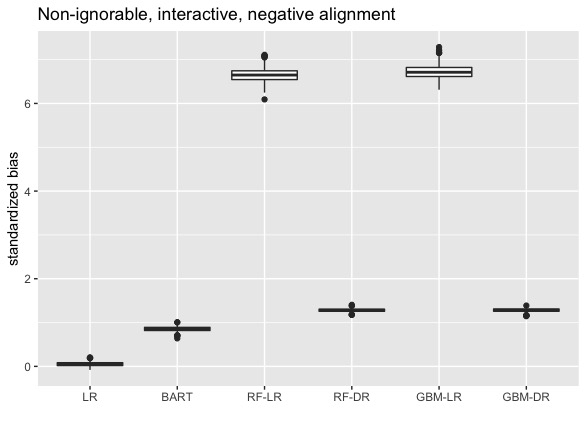 Non-ignorable, interactive, negative alignment
standardized bias
6
4
2
0
LR BART RF-LR RF-DR GBM-LR GBM-DR